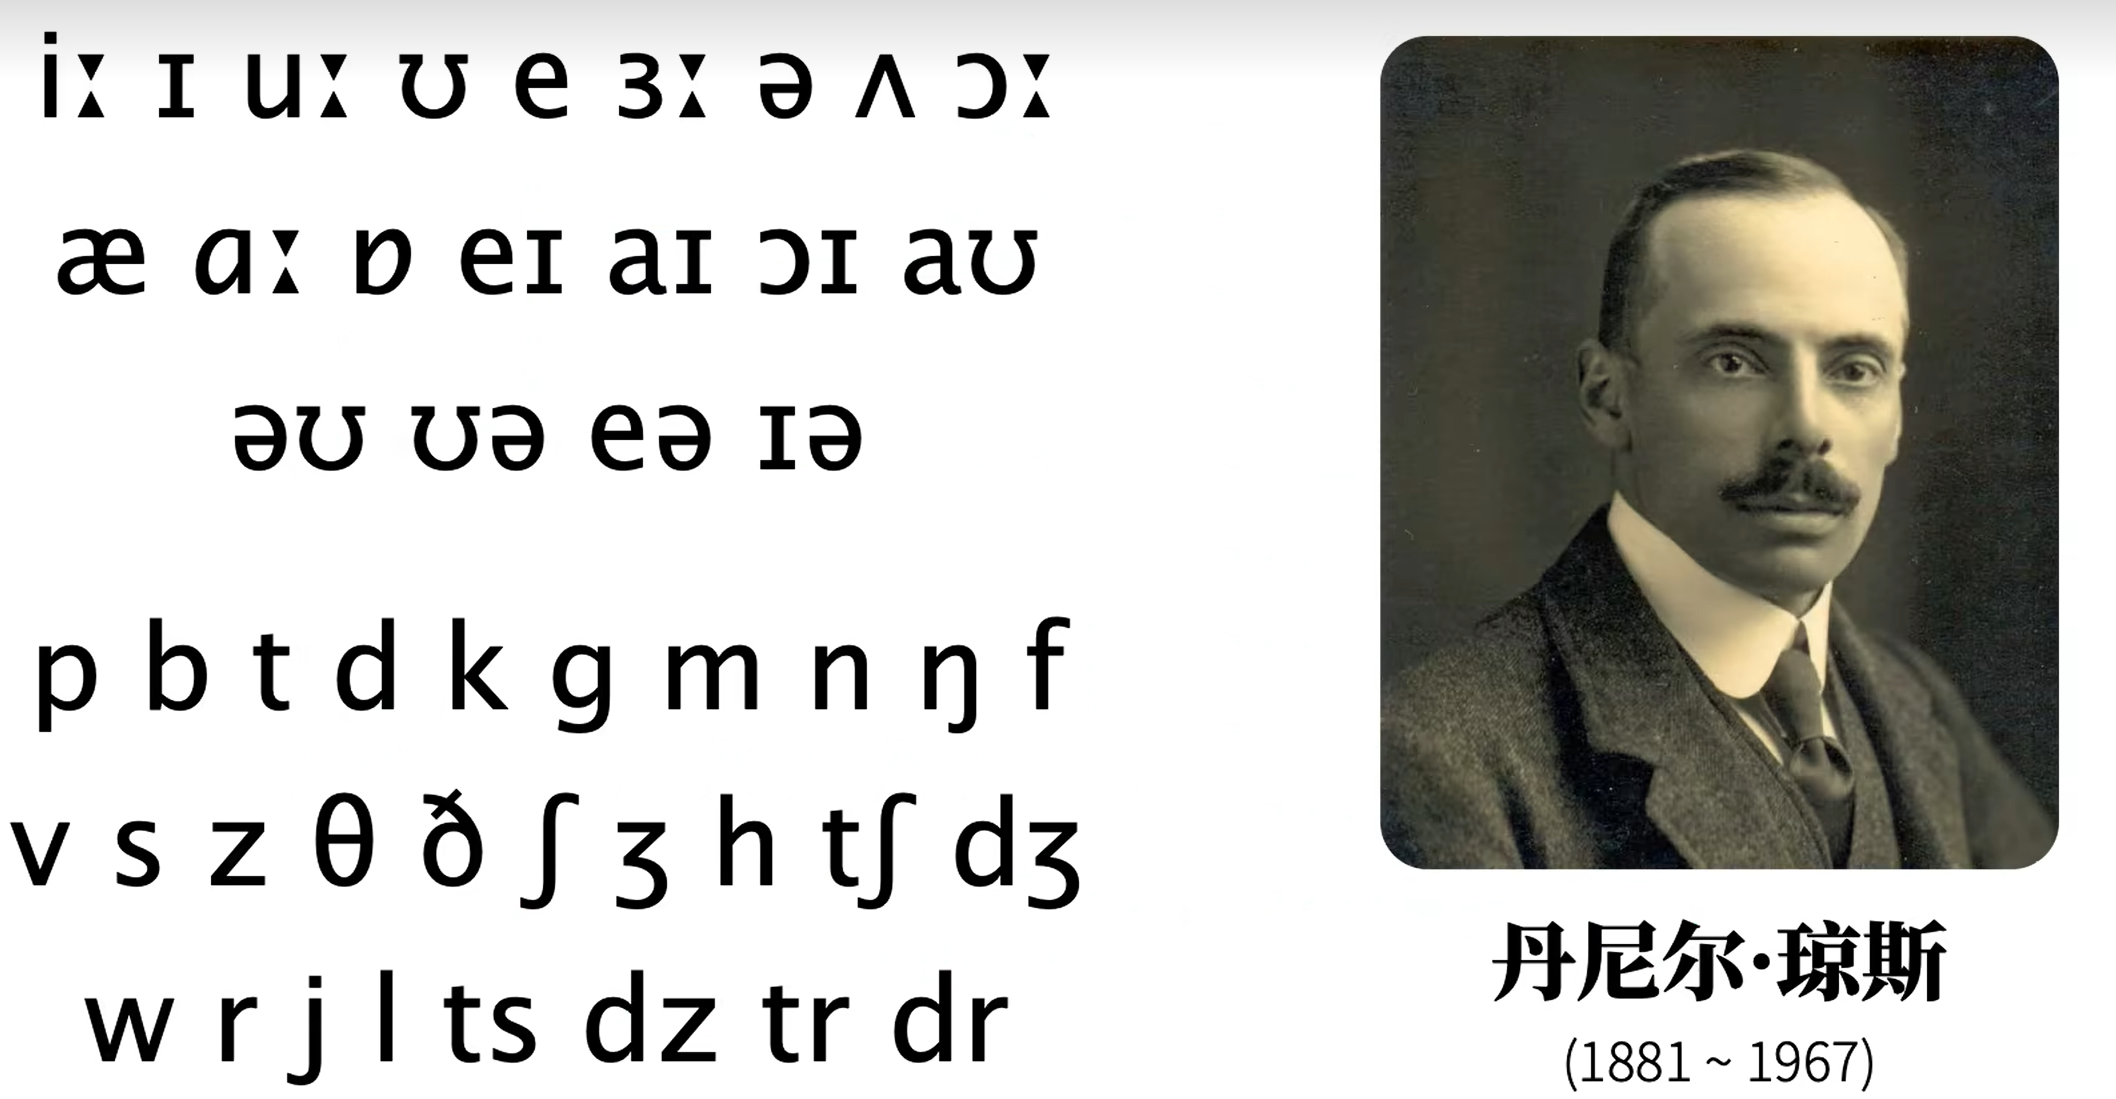 iː ɪ uː ʊ e ɜː ə ʌ ɔː
æ ɑː ɒ eɪ aɪ ɔɪ aʊ
əʊ ʊə eə ɪə
p b t d k g m n ŋ f
v s z θ ð ʃ ʒ h tʃ dʒ
w r j l ts dz tr dr
丹尼尔·琼斯
(1881 ~ 1967)